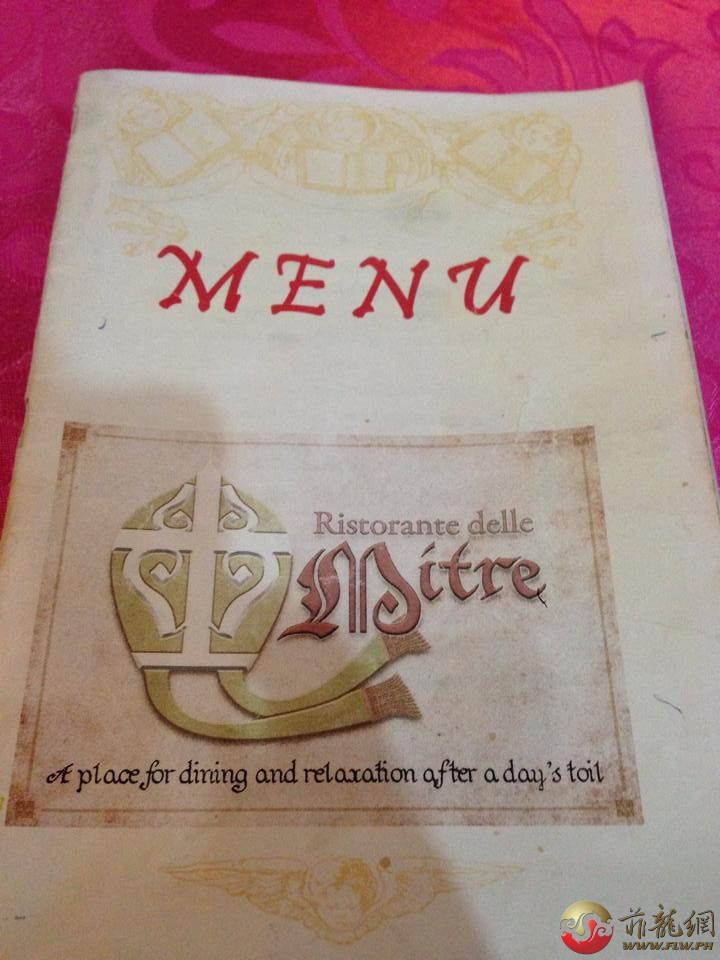 MENU
Ristorante delle
Mitre
A place for dining and relaxation after a day's toil
菲龍網
WWW.FLW.PH